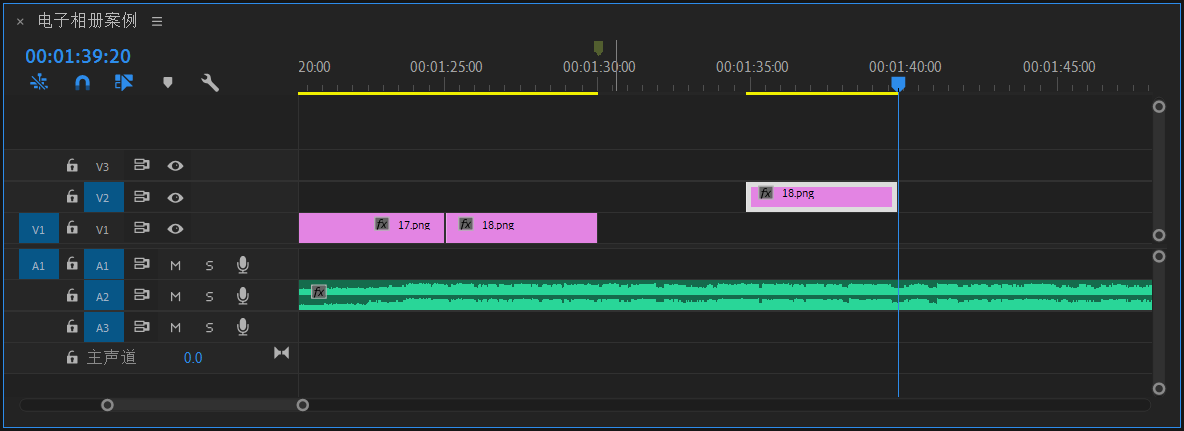 × 电子相册案例 ≡
00:01:39:20
20:00 00:01:25:00 00:01:30:00 00:01:35:00 00:01:40:00 00:01:45:00
V3
V2 fx 18.png
V1 V1 fx 17.png fx 18.png
A1 A1 M S
A2 M S fx
A3 M S
主声道 0.0